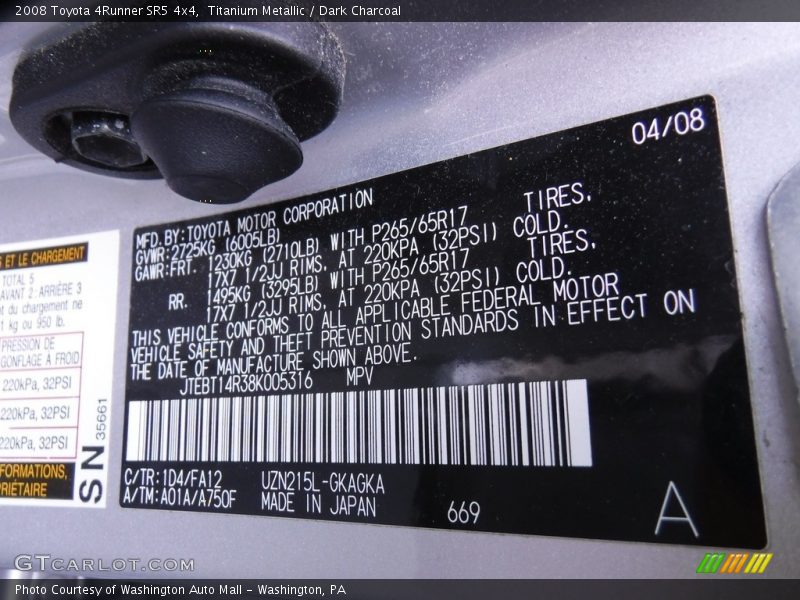 2008 Toyota 4Runner SR5 4x4, Titanium Metallic / Dark Charcoal
04/08
MFD. BY: TOYOTA MOTOR CORPORATION
GVWR: 2725KG (6005LB)
GAWR: FRT. 1230KG (2710LB) WITH P265/65R17 TIRES,
17X7 1/2JJ RIMS, AT 220KPA (32PSI) COLD.
RR. 1495KG (3295LB) WITH P265/65R17 TIRES,
17X7 1/2JJ RIMS, AT 220KPA (32PSI) COLD.
THIS VEHICLE CONFORMS TO ALL APPLICABLE FEDERAL MOTOR
VEHICLE SAFETY AND THEFT PREVENTION STANDARDS IN EFFECT ON
THE DATE OF MANUFACTURE SHOWN ABOVE.
JTEBT14R38K005316 MPV
C/TR: 1D4/FA12 UZN215L-GKAGKA
A/TM: A01A/A750F MADE IN JAPAN
669
A
ET LE CHARGEMENT
TOTAL 5
AVANT 2: ARRIÈRE 3
du chargement ne
kg ou 950 lb.
PRESSION DE
GONFLAGE À FROID
220kPa, 32PSI
220kPa, 32PSI
220kPa, 32PSI
SN 35661
GTCARLOT.COM
Photo Courtesy of Washington Auto Mall - Washington, PA